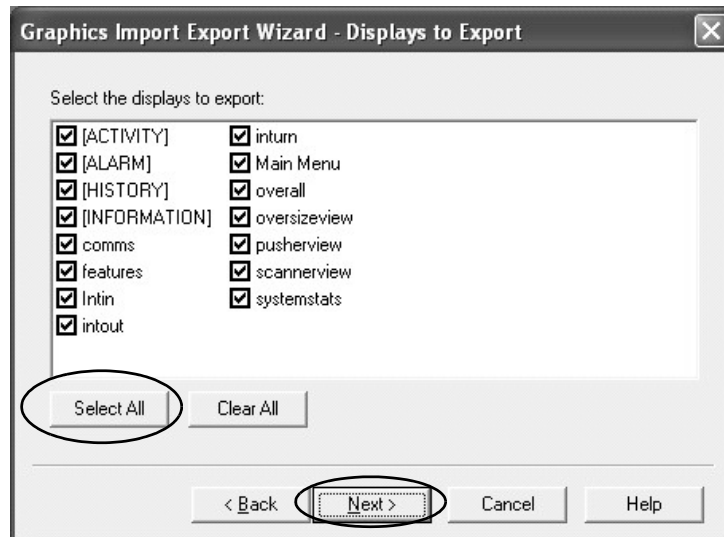 Graphics Import Export Wizard - Displays to Export
Select the displays to export:
[ACTIVITY]
[ALARM]
[HISTORY]
[INFORMATION]
comms
features
Intin
intout
inturn
Main Menu
overall
oversizeview
pusherview
scannerview
systemstats
Select All
Clear All
< Back
Next >
Cancel
Help